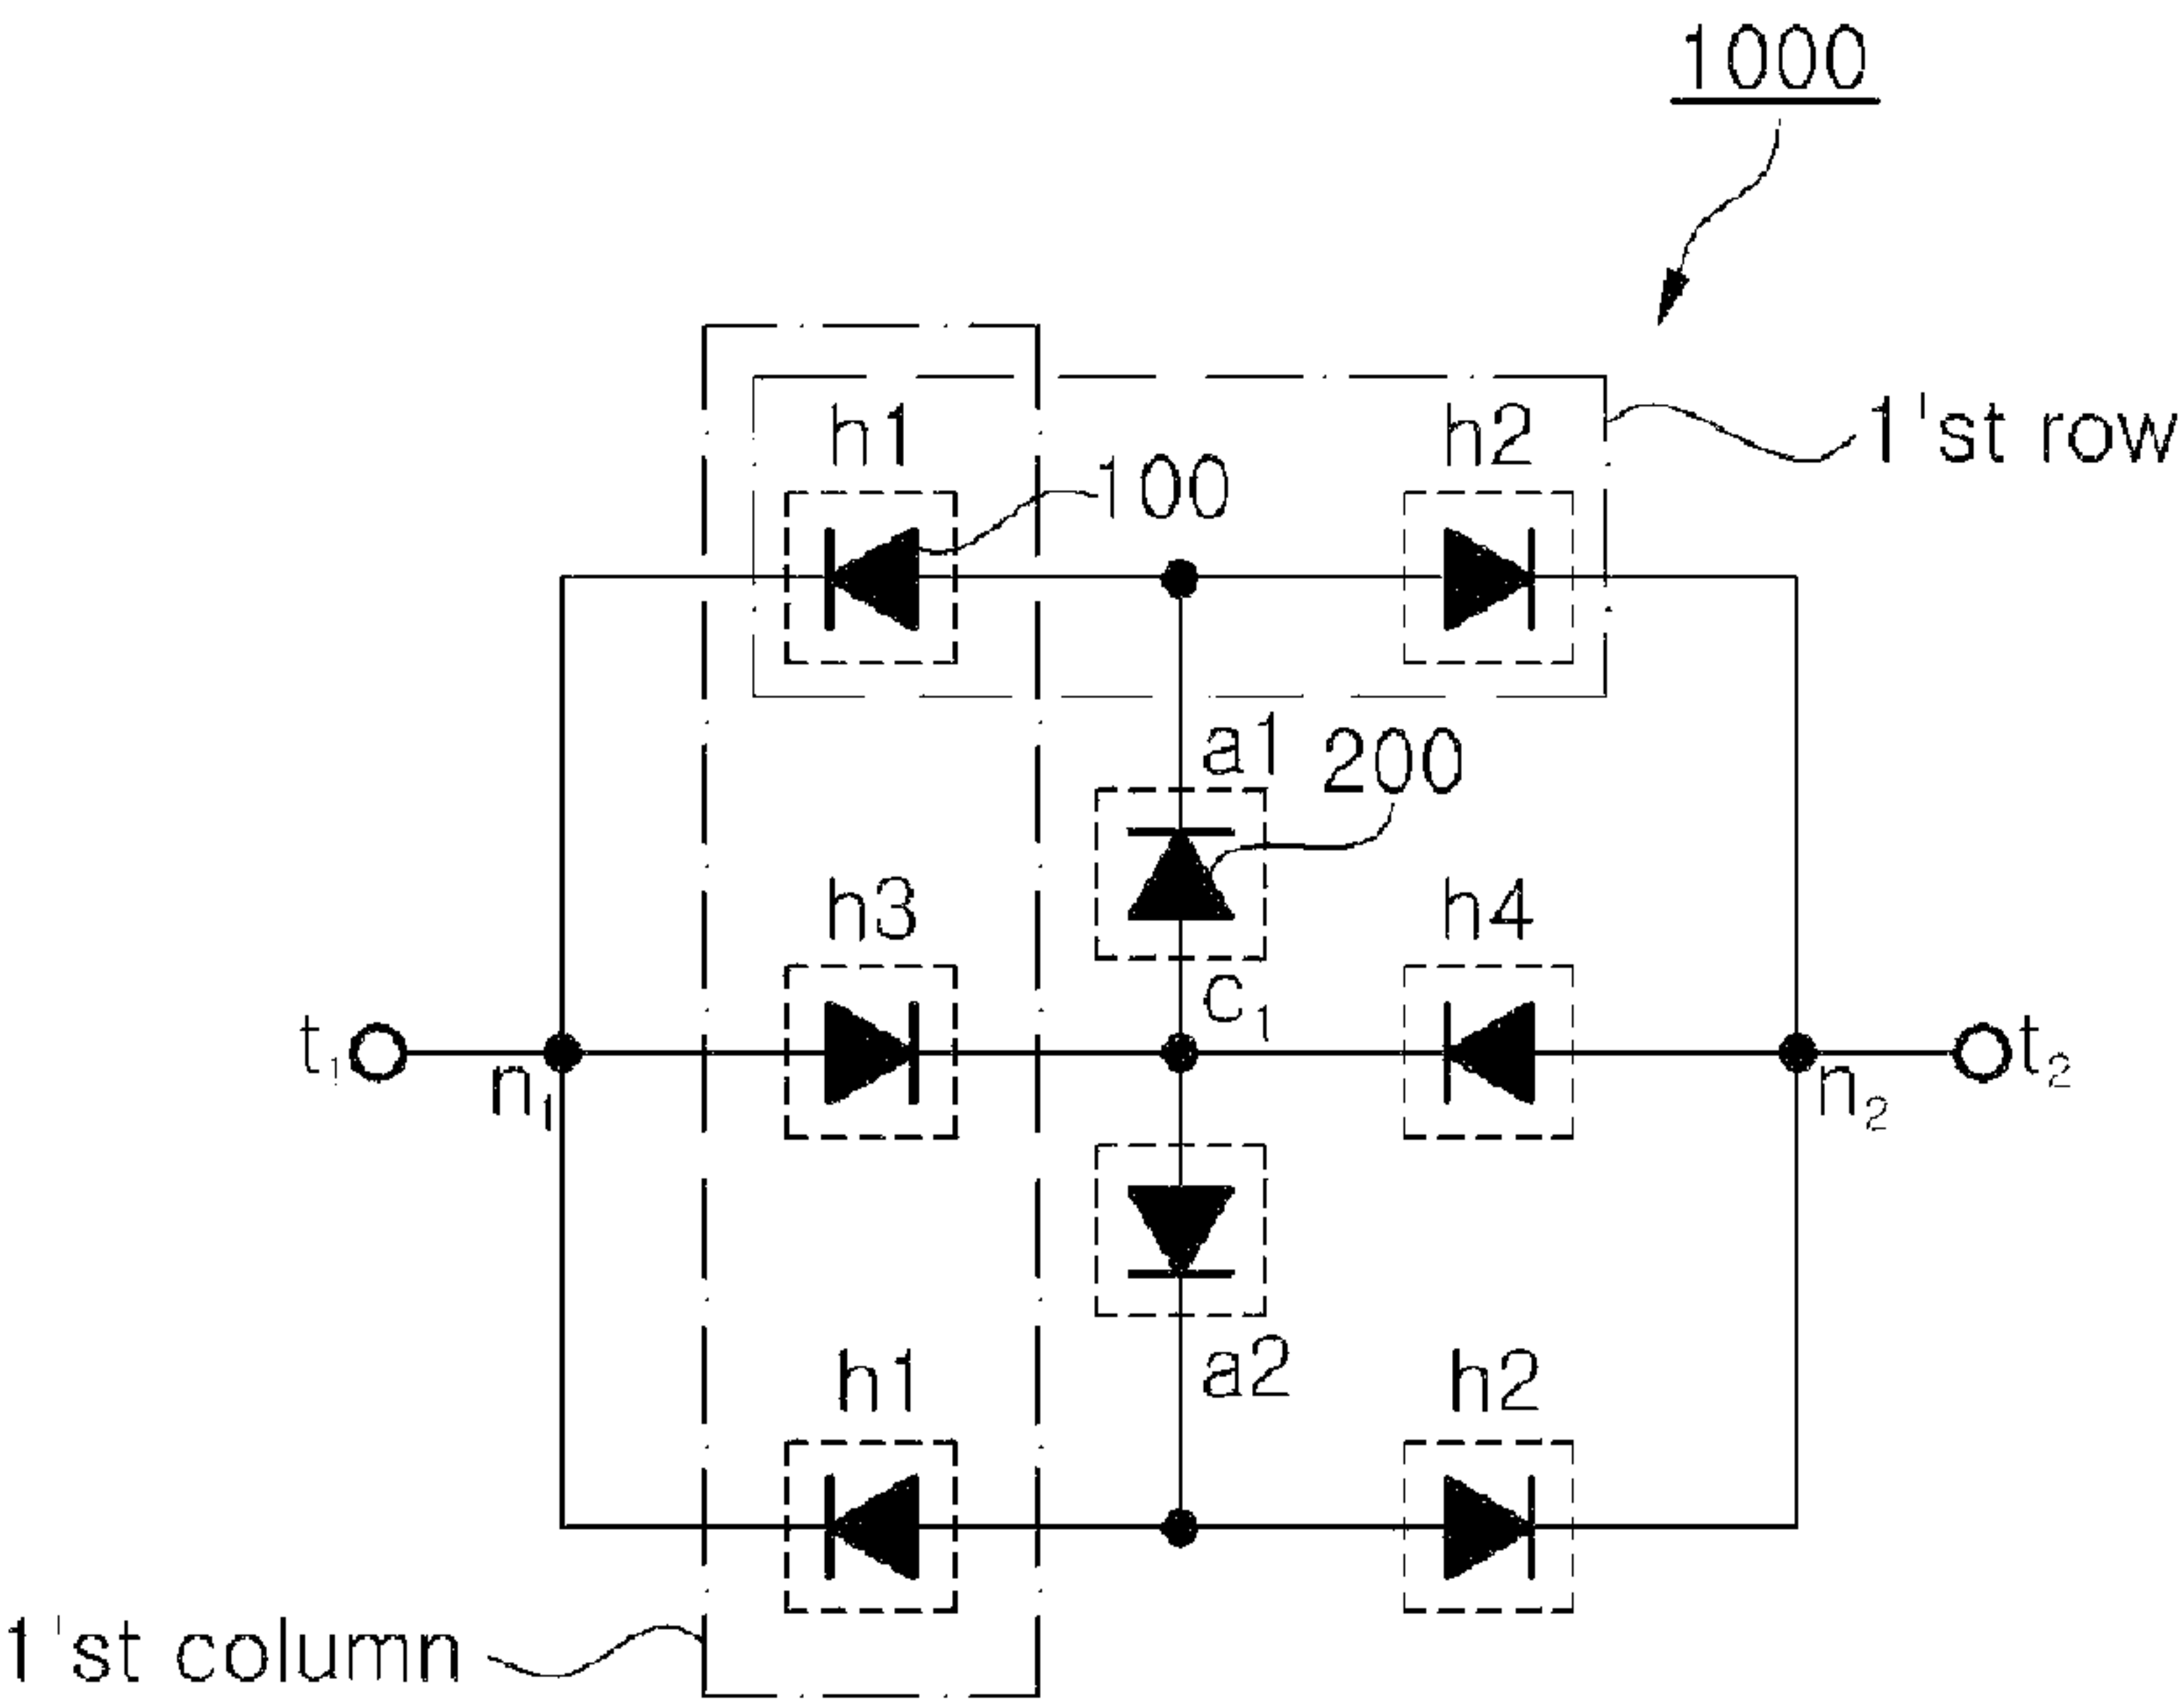 1000
h1
h2
1'st row
100
a1
200
h3
h4
c₁
t₁
n₁
n₂
t₂
a2
h1
h2
1'st column